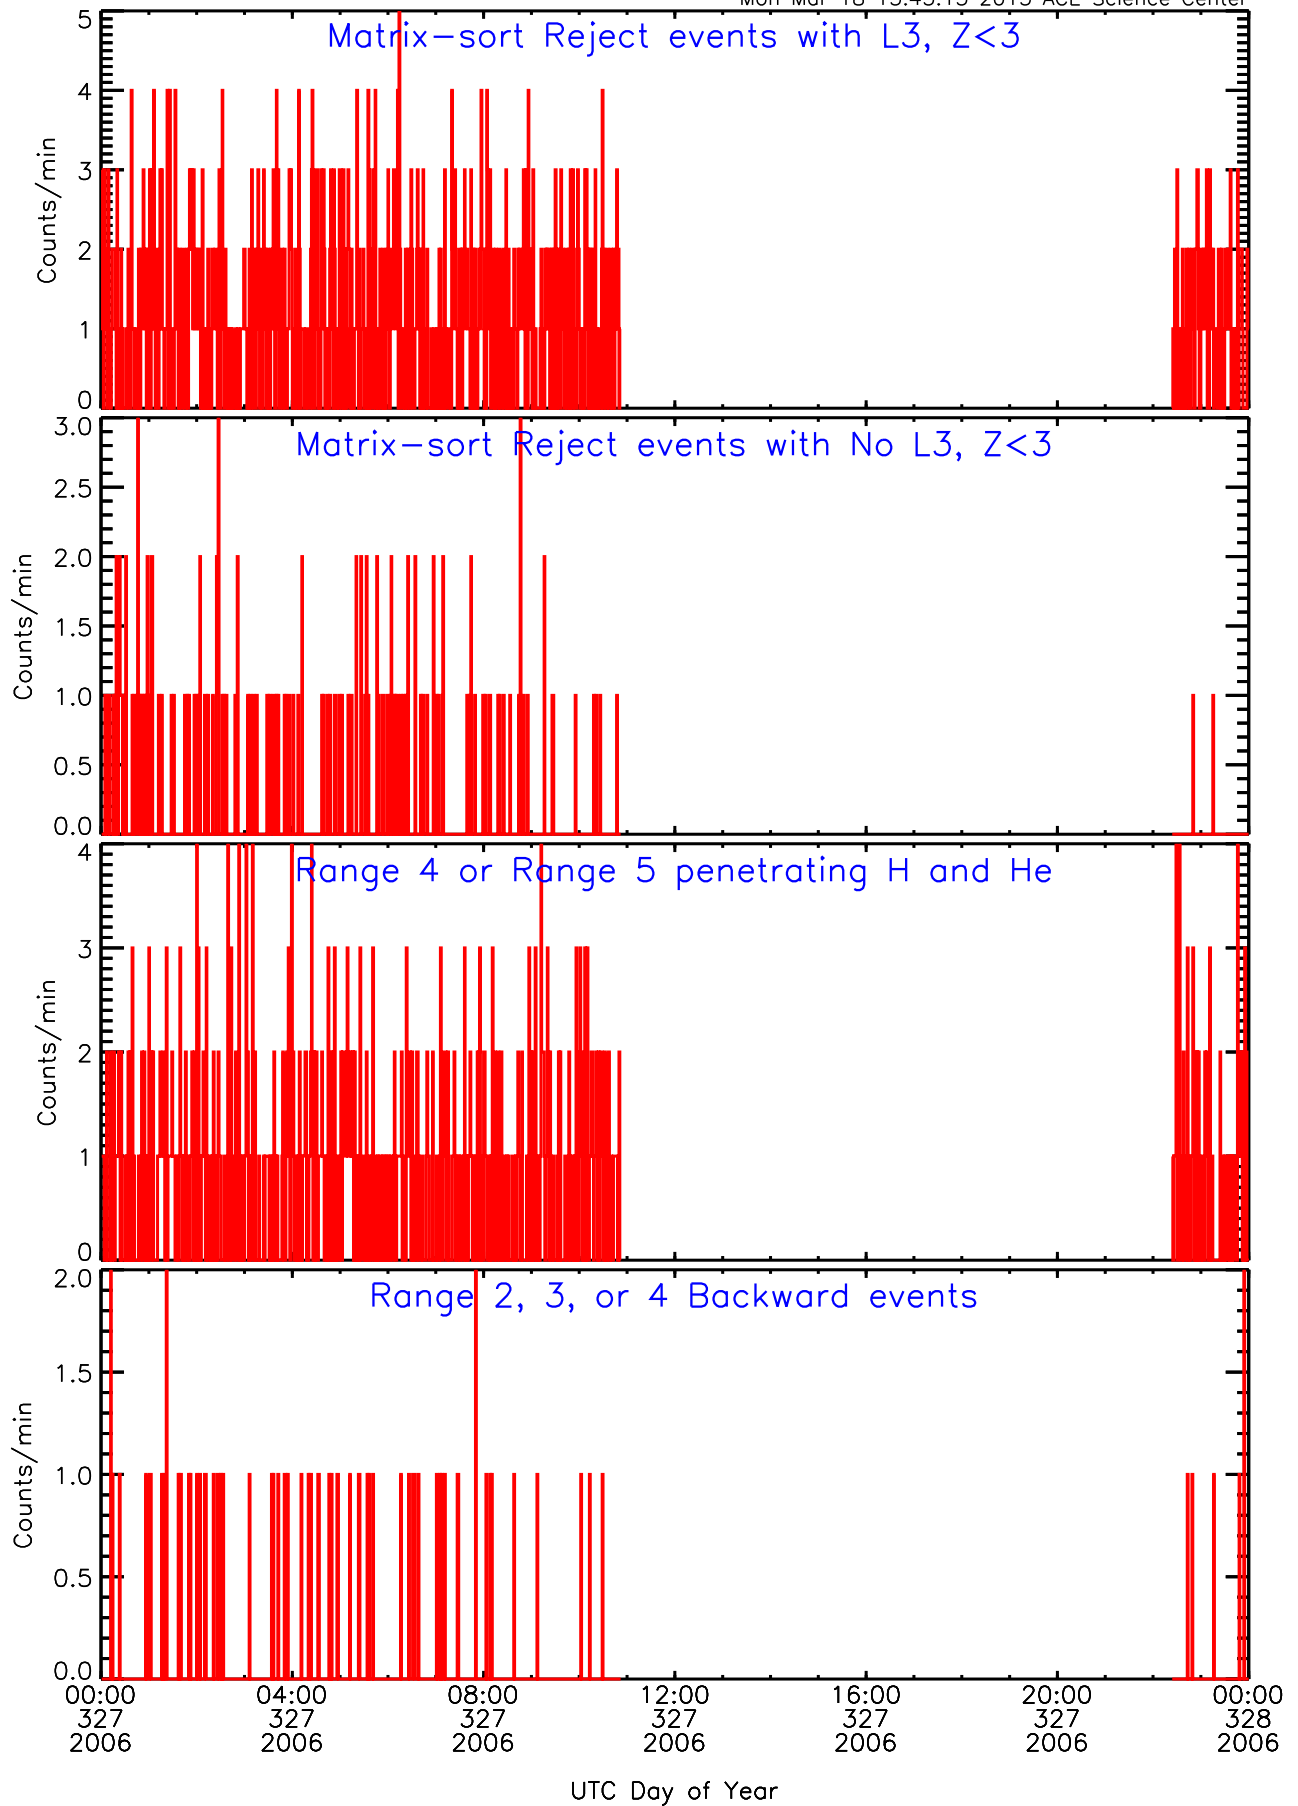 Matrix-sort Reject events with L3, Z<3
5
4
3
2
1
0
Counts/min
Matrix-sort Reject events with No L3, Z<3
3.0
2.5
2.0
1.5
1.0
0.5
0.0
Counts/min
Range 4 or Range 5 penetrating H and He
4
3
2
1
0
Counts/min
Range 2, 3, or 4 Backward events
2.0
1.5
1.0
0.5
0.0
Counts/min
00:00 04:00 08:00 12:00 16:00 20:00 00:00
327 327 327 327 327 327 328
2006 2006 2006 2006 2006 2006 2006
UTC Day of Year